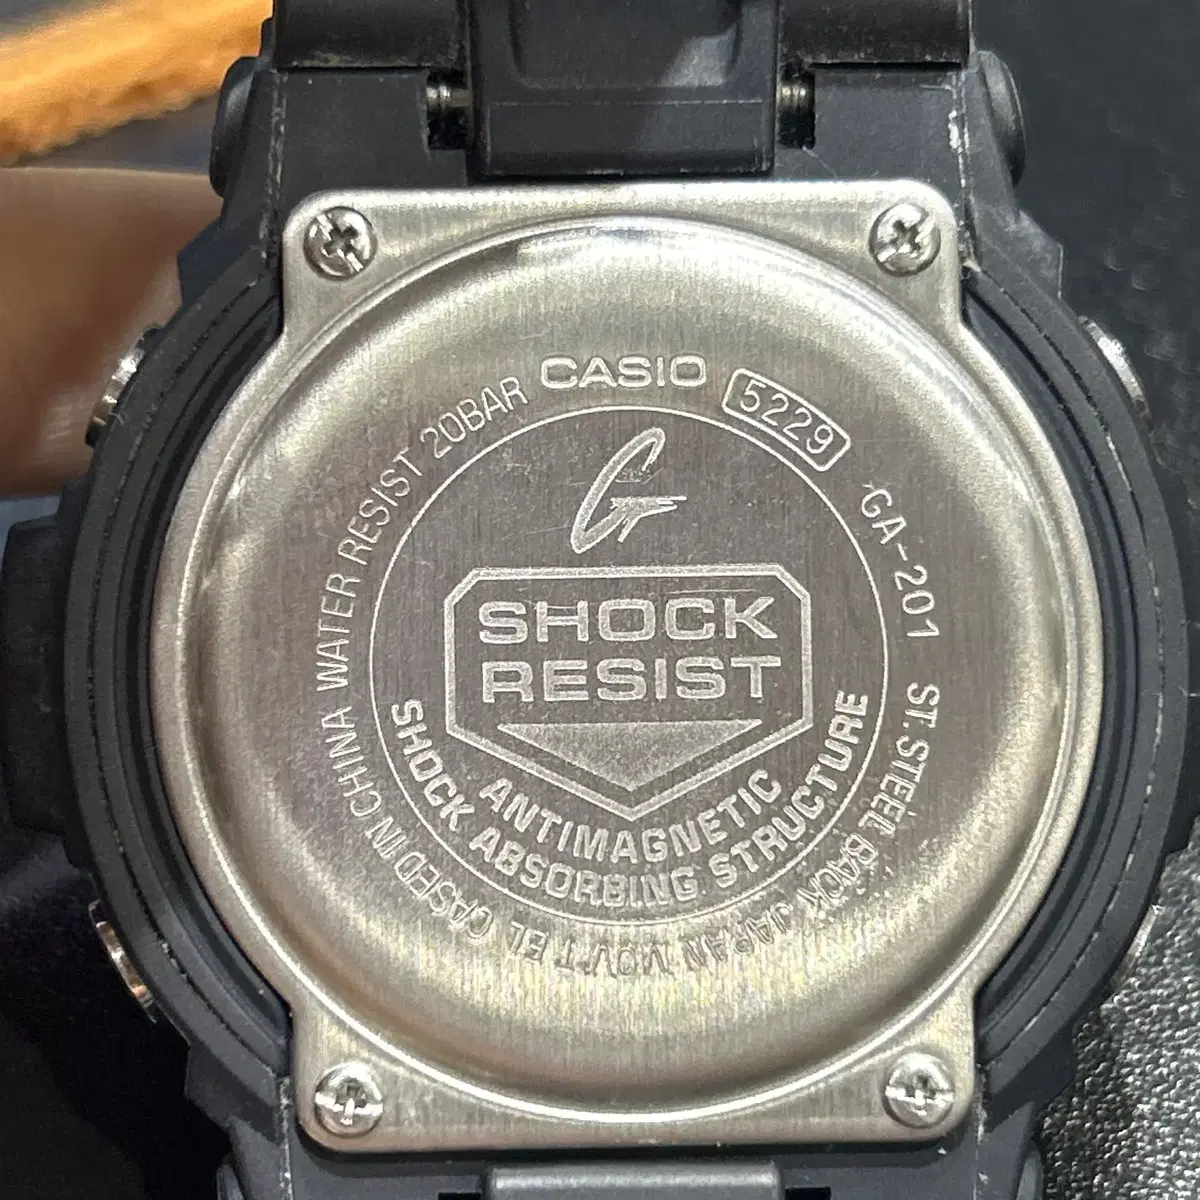 CASIO
5229
GA-201
ST.STEEL BACK JAPAN MOV'T EL CASED IN CHINA WATER RESIST 20BAR
G
SHOCK
RESIST
ANTIMAGNETIC
SHOCK ABSORBING STRUCTURE